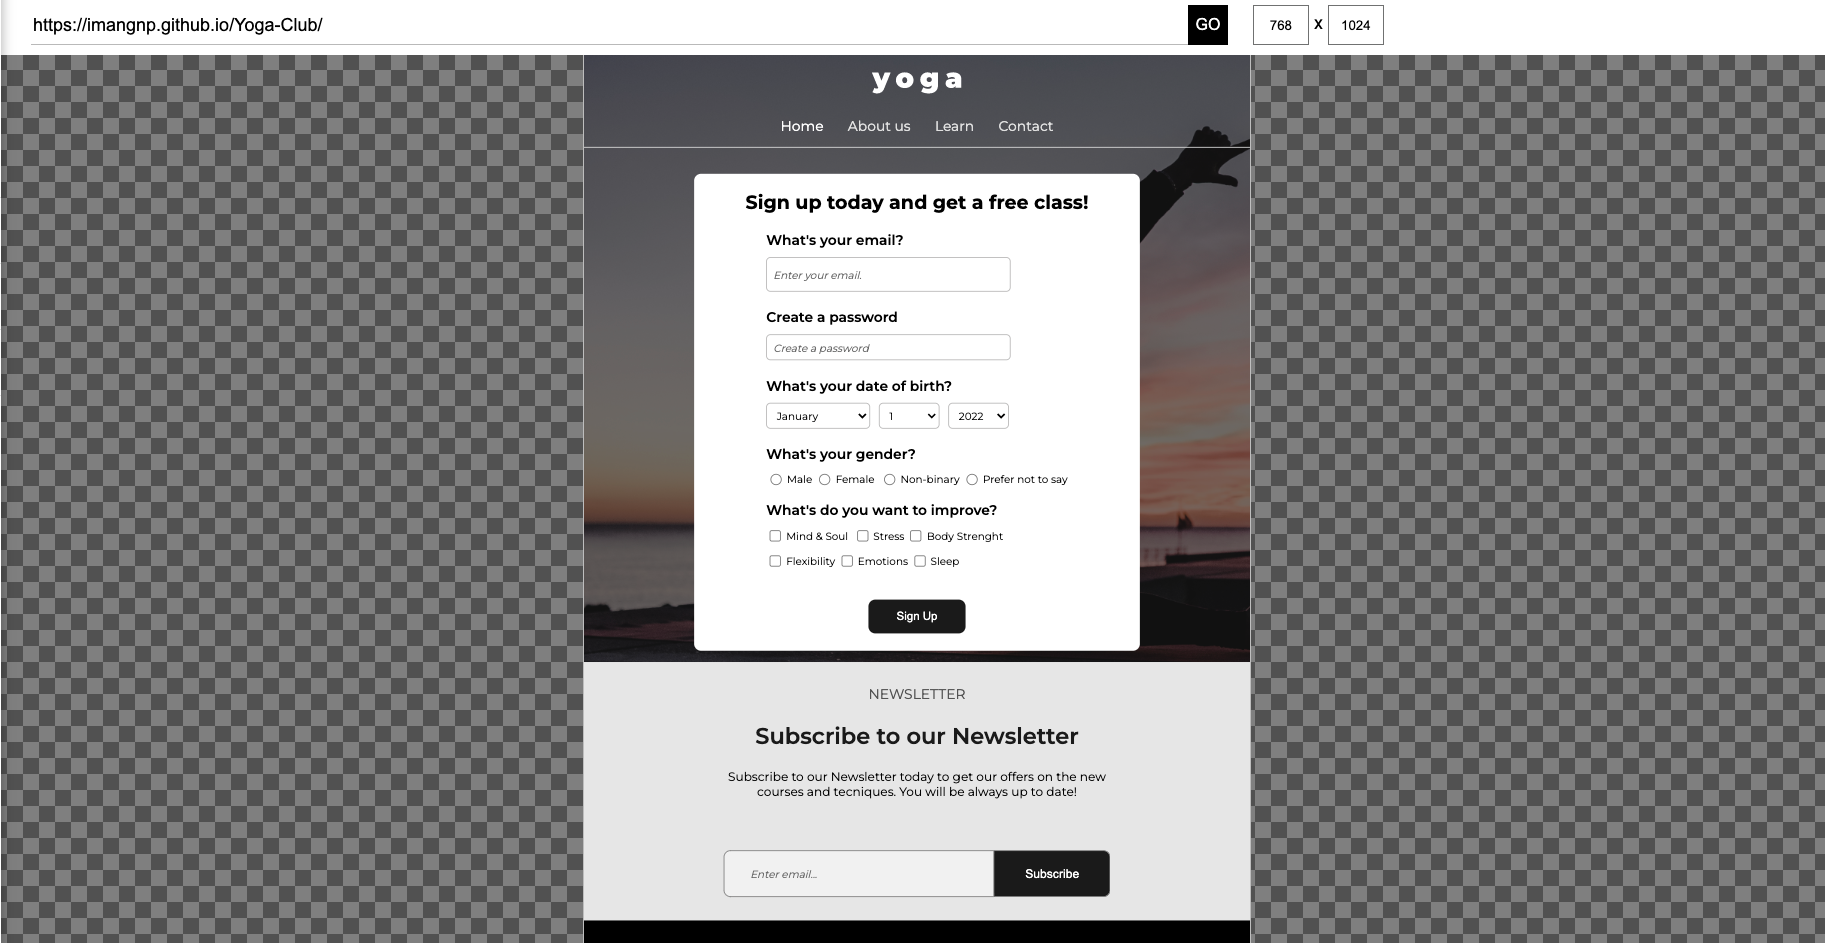 https://imangnp.github.io/Yoga-Club/ GO 768 X 1024
yoga
Home About us Learn Contact
Sign up today and get a free class!
What's your email?
Enter your email.
Create a password
Create a password
What's your date of birth?
January 1 2022
What's your gender?
Male Female Non-binary Prefer not to say
What's do you want to improve?
Mind & Soul Stress Body Strenght
Flexibility Emotions Sleep
Sign Up
NEWSLETTER
Subscribe to our Newsletter
Subscribe to our Newsletter today to get our offers on the new
courses and tecniques. You will be always up to date!
Enter email... Subscribe